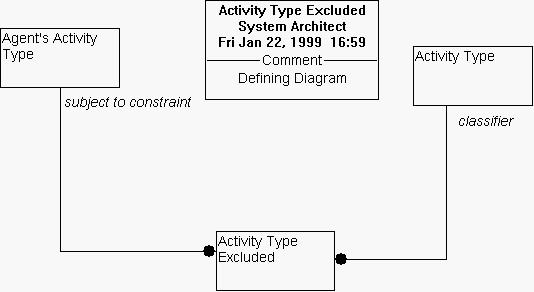 Activity Type Excluded
System Architect
Fri Jan 22, 1999 16:59
Comment
Defining Diagram
Agent's Activity
Type
Activity Type
subject to constraint
classifier
Activity Type
Excluded